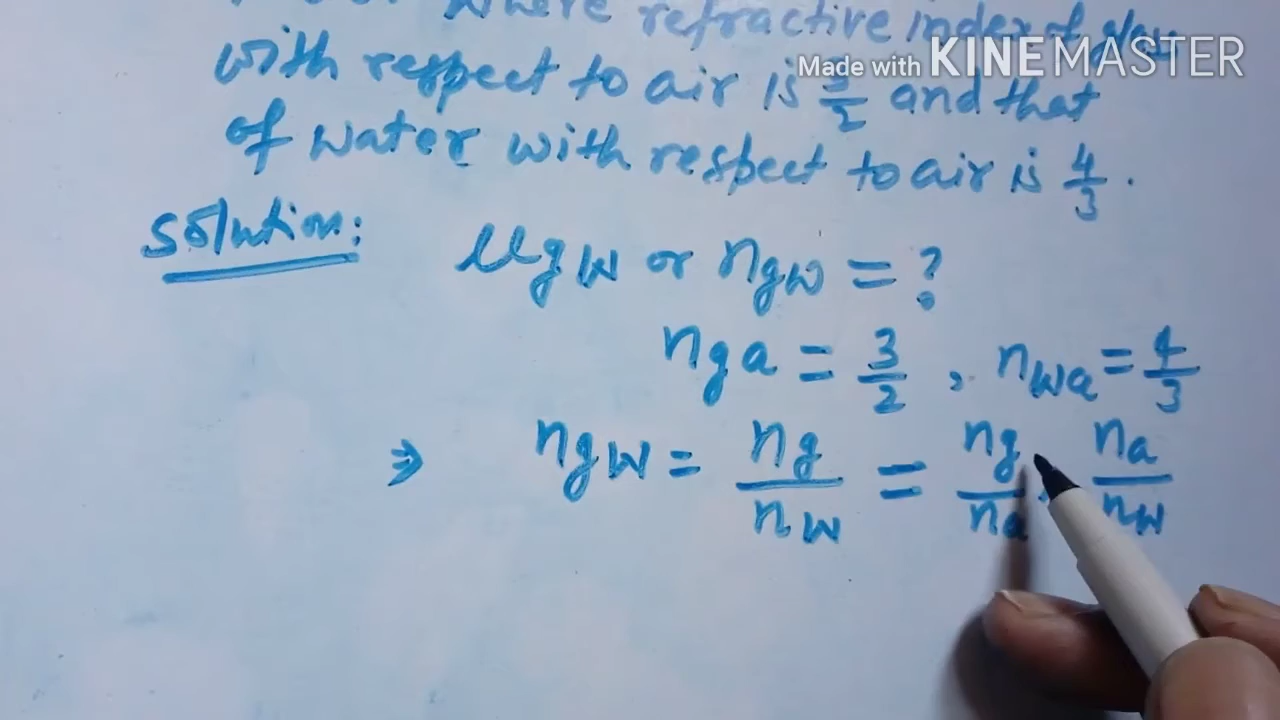 where refractive index of glass
Made with KINEMASTER
with respect to air is 3/2 and that
of water with respect to air is 4/3.
Solution: μgw or ngw = ?
nga = 3/2, nwa = 4/3
⇒ ngw = ng/nw = ng/na . na/nw